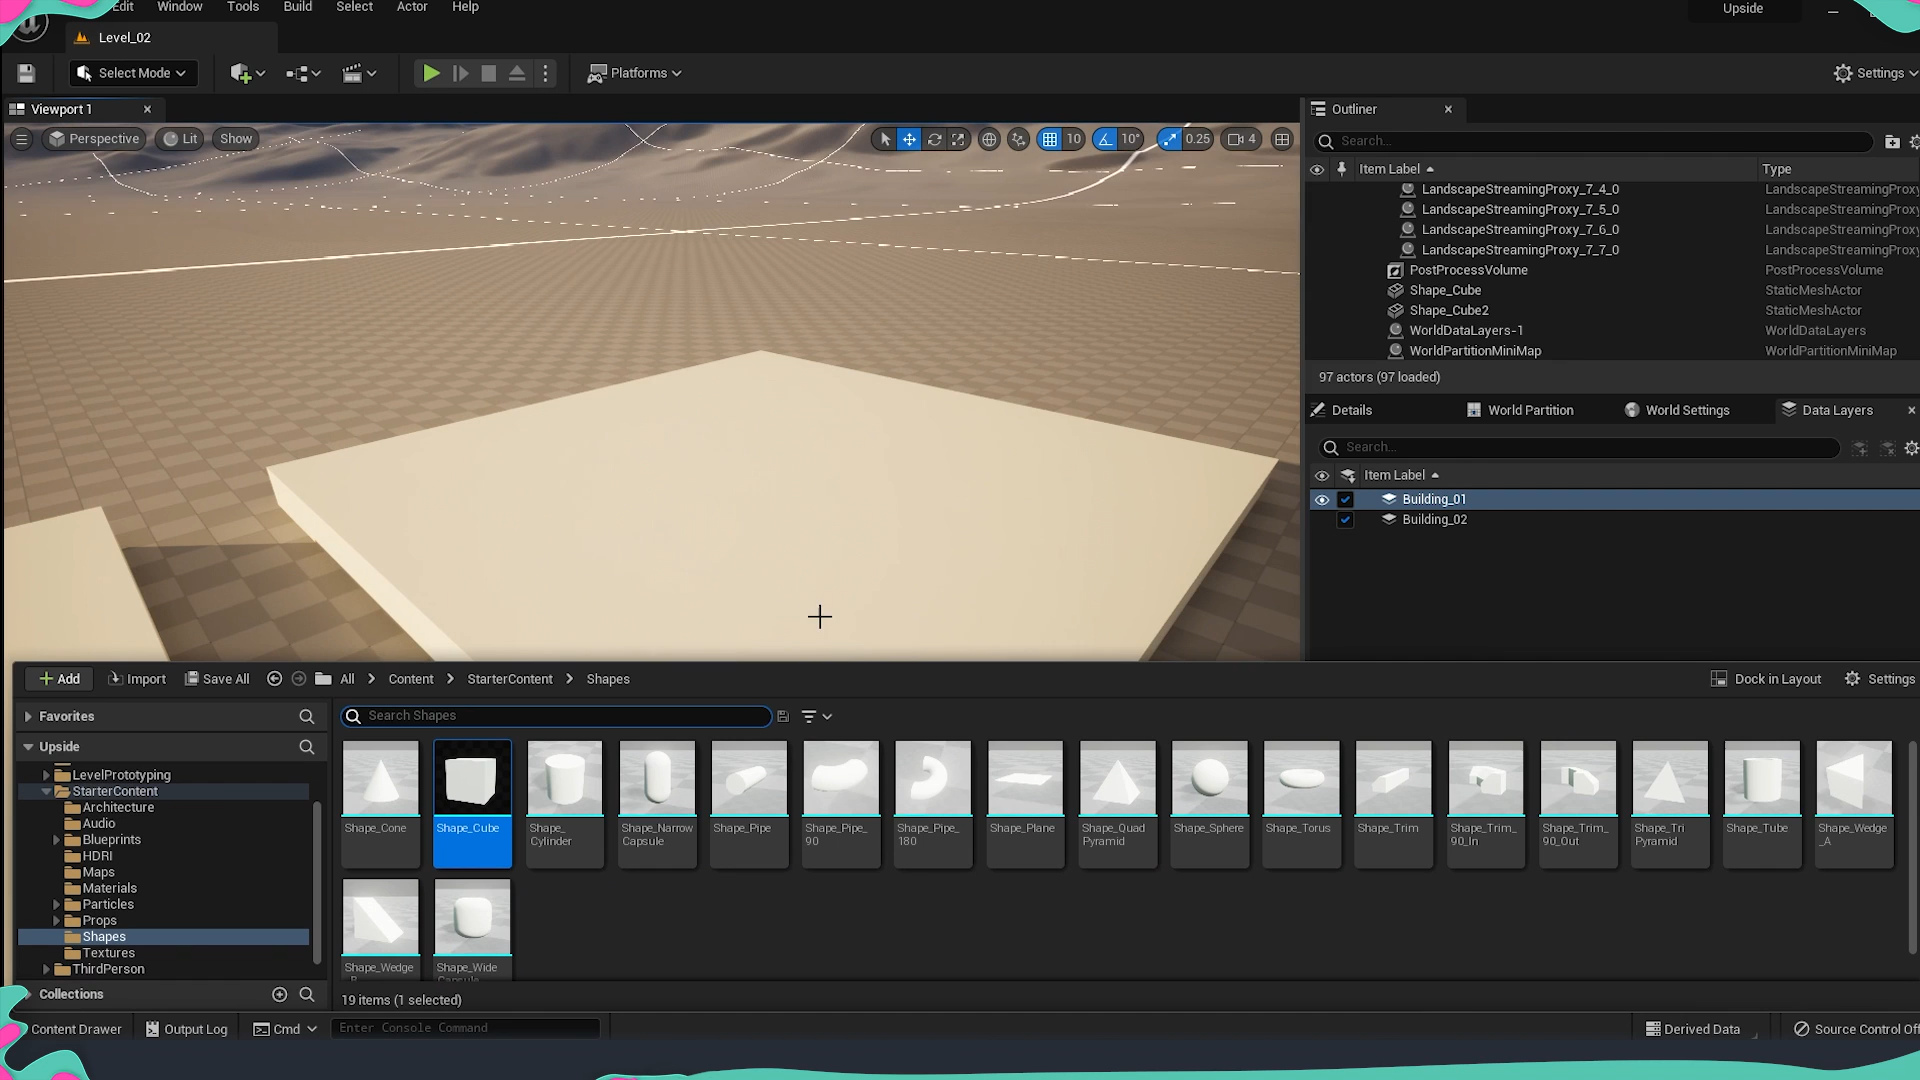 Edit Window Tools Build Select Actor Help Upside
Level_02
Select Mode Platforms Settings
Viewport 1
Perspective Lit Show 10 10° 0.25 4
Outliner
Search...
Item Label Type
LandscapeStreamingProxy_7_4_0 LandscapeStreamingProxy
LandscapeStreamingProxy_7_5_0 LandscapeStreamingProxy
LandscapeStreamingProxy_7_6_0 LandscapeStreamingProxy
LandscapeStreamingProxy_7_7_0 LandscapeStreamingProxy
PostProcessVolume PostProcessVolume
Shape_Cube StaticMeshActor
Shape_Cube2 StaticMeshActor
WorldDataLayers-1 WorldDataLayers
WorldPartitionMiniMap WorldPartitionMiniMap
97 actors (97 loaded)
Details World Partition World Settings Data Layers
Search...
Item Label
Building_01
Building_02
Add Import Save All All Content StarterContent Shapes Dock in Layout Settings
Favorites
Upside
LevelPrototyping
StarterContent
Architecture
Audio
Blueprints
HDRI
Maps
Materials
Particles
Props
Shapes
Textures
ThirdPerson
Collections
Search Shapes
Shape_Cone
Shape_Cube
Shape_
Cylinder
Shape_Narrow
Capsule
Shape_Pipe
Shape_Pipe_
90
Shape_Pipe_
180
Shape_Plane
Shape_Quad
Pyramid
Shape_Sphere
Shape_Torus
Shape_Trim
Shape_Trim_
90_In
Shape_Trim_
90_Out
Shape_Tri
Pyramid
Shape_Tube
Shape_Wedge
_A
Shape_Wedge
Shape_Wide
Capsule
19 items (1 selected)
Content Drawer Output Log Cmd Enter Console Command Derived Data Source Control Off